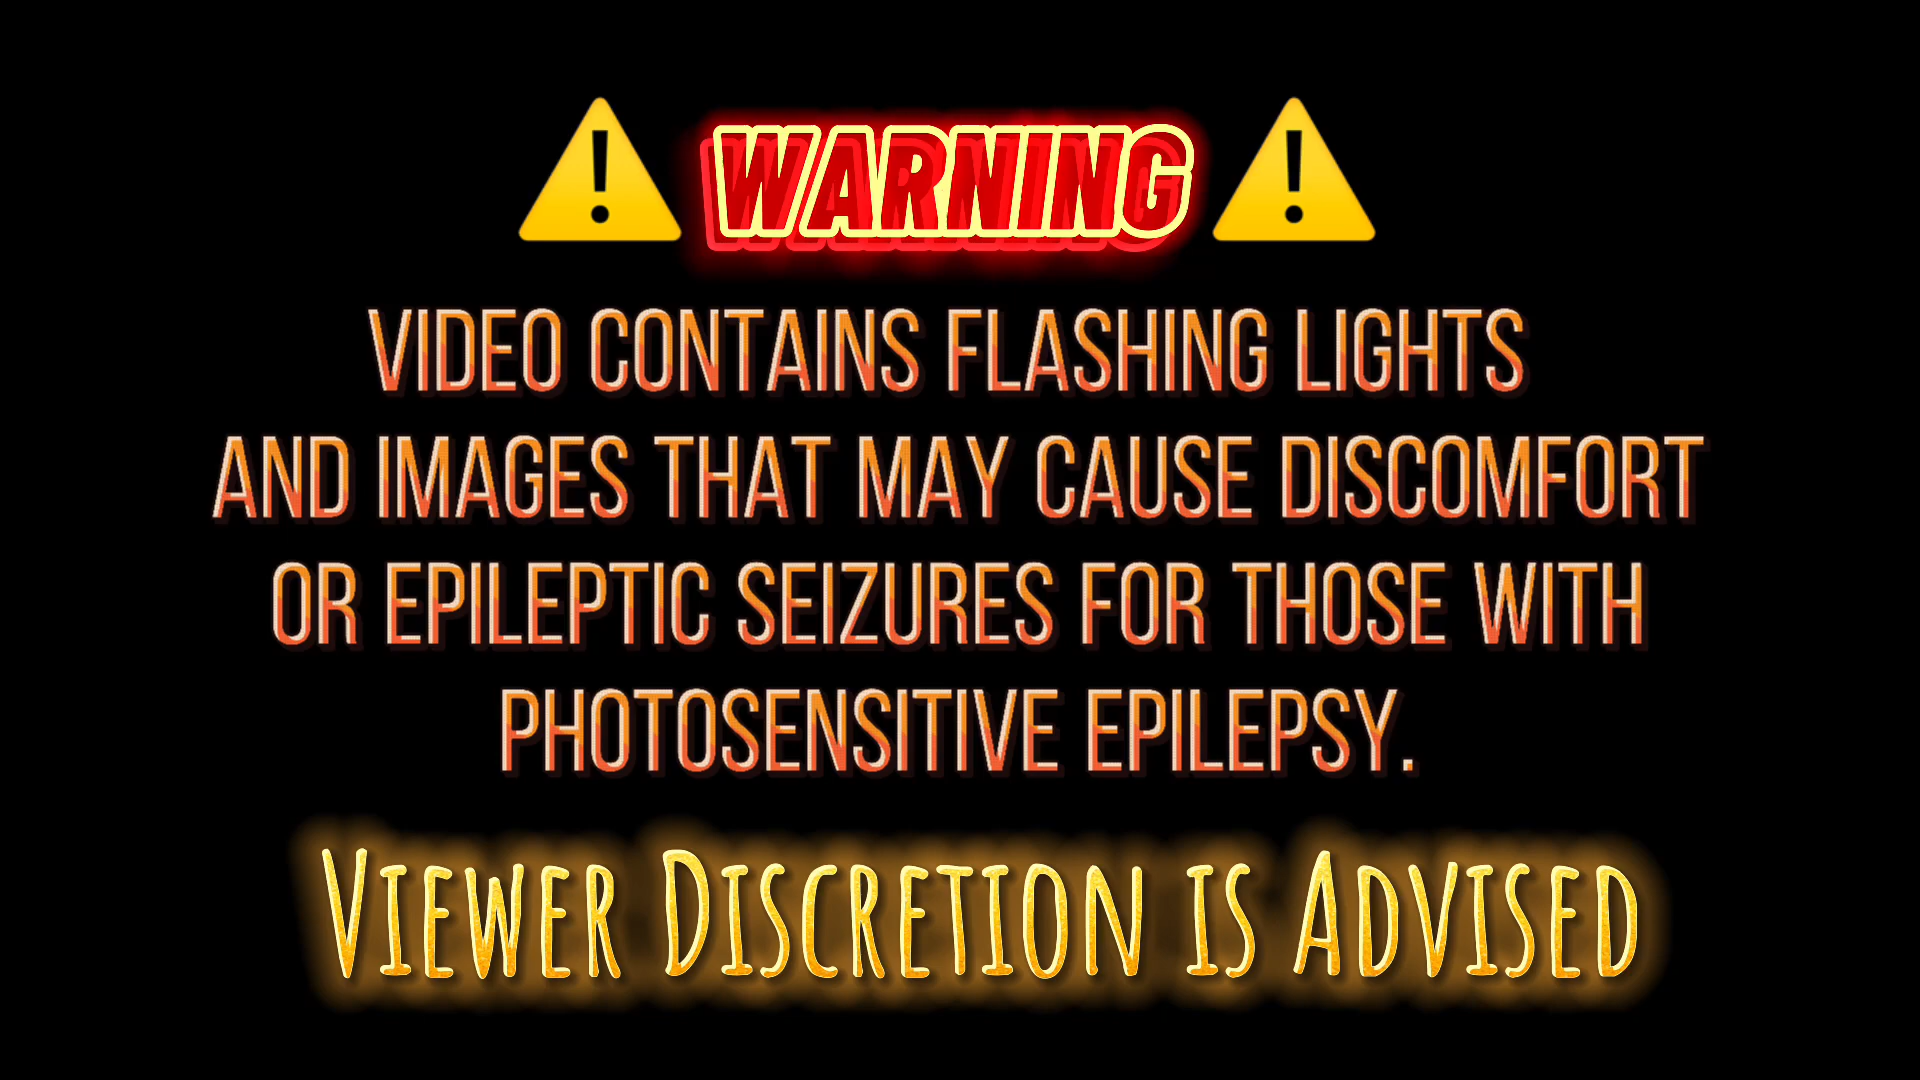 ⚠️ WARNING ⚠️
VIDEO CONTAINS FLASHING LIGHTS
AND IMAGES THAT MAY CAUSE DISCOMFORT
OR EPILEPTIC SEIZURES FOR THOSE WITH
PHOTOSENSITIVE EPILEPSY.
VIEWER DISCRETION IS ADVISED